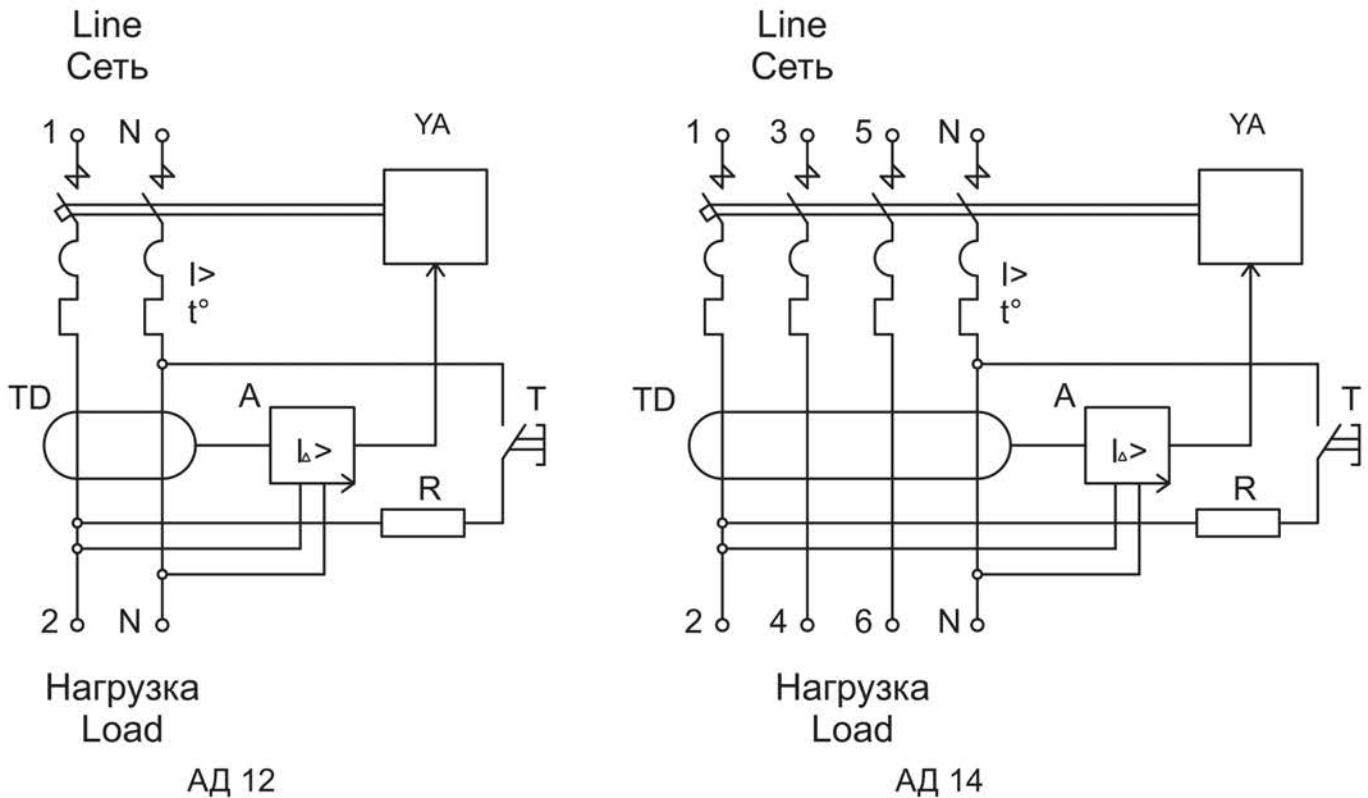 Line
Сеть
1 N YA
I>
t°
TD A T
I∆>
R
2 N
Нагрузка
Load
АД 12
Line
Сеть
1 3 5 N YA
I>
t°
TD A T
I∆>
R
2 4 6 N
Нагрузка
Load
АД 14